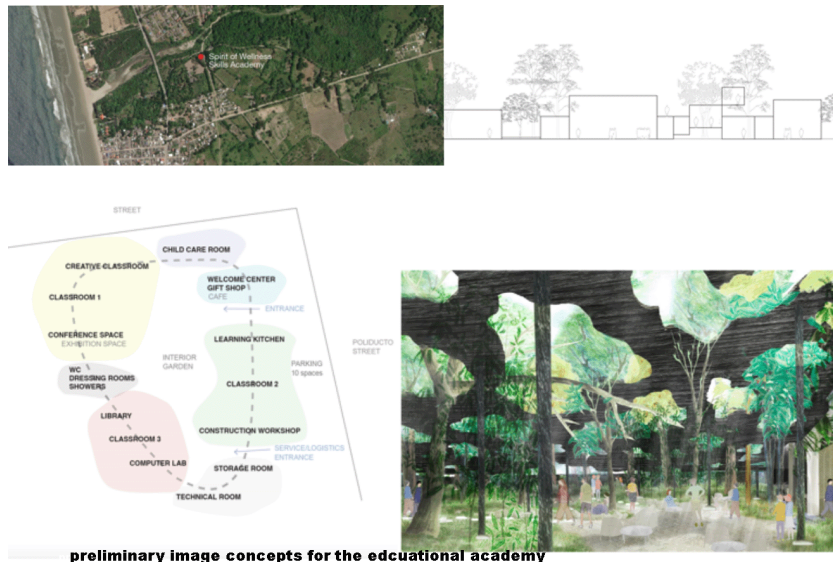 Spirit of Wellness
Skills Academy
STREET
CHILD CARE ROOM
CREATIVE CLASSROOM
WELCOME CENTER
GIFT SHOP
CAFE
CLASSROOM 1
ENTRANCE
CONFERENCE SPACE
EXHIBITION SPACE
LEARNING KITCHEN
POLIDUCTO
STREET
INTERIOR
GARDEN
PARKING
10 spaces
WC
DRESSING ROOMS
SHOWERS
CLASSROOM 2
LIBRARY
CONSTRUCTION WORKSHOP
CLASSROOM 3
SERVICE/LOGISTICS
ENTRANCE
COMPUTER LAB
STORAGE ROOM
TECHNICAL ROOM
preliminary image concepts for the edcuational academy